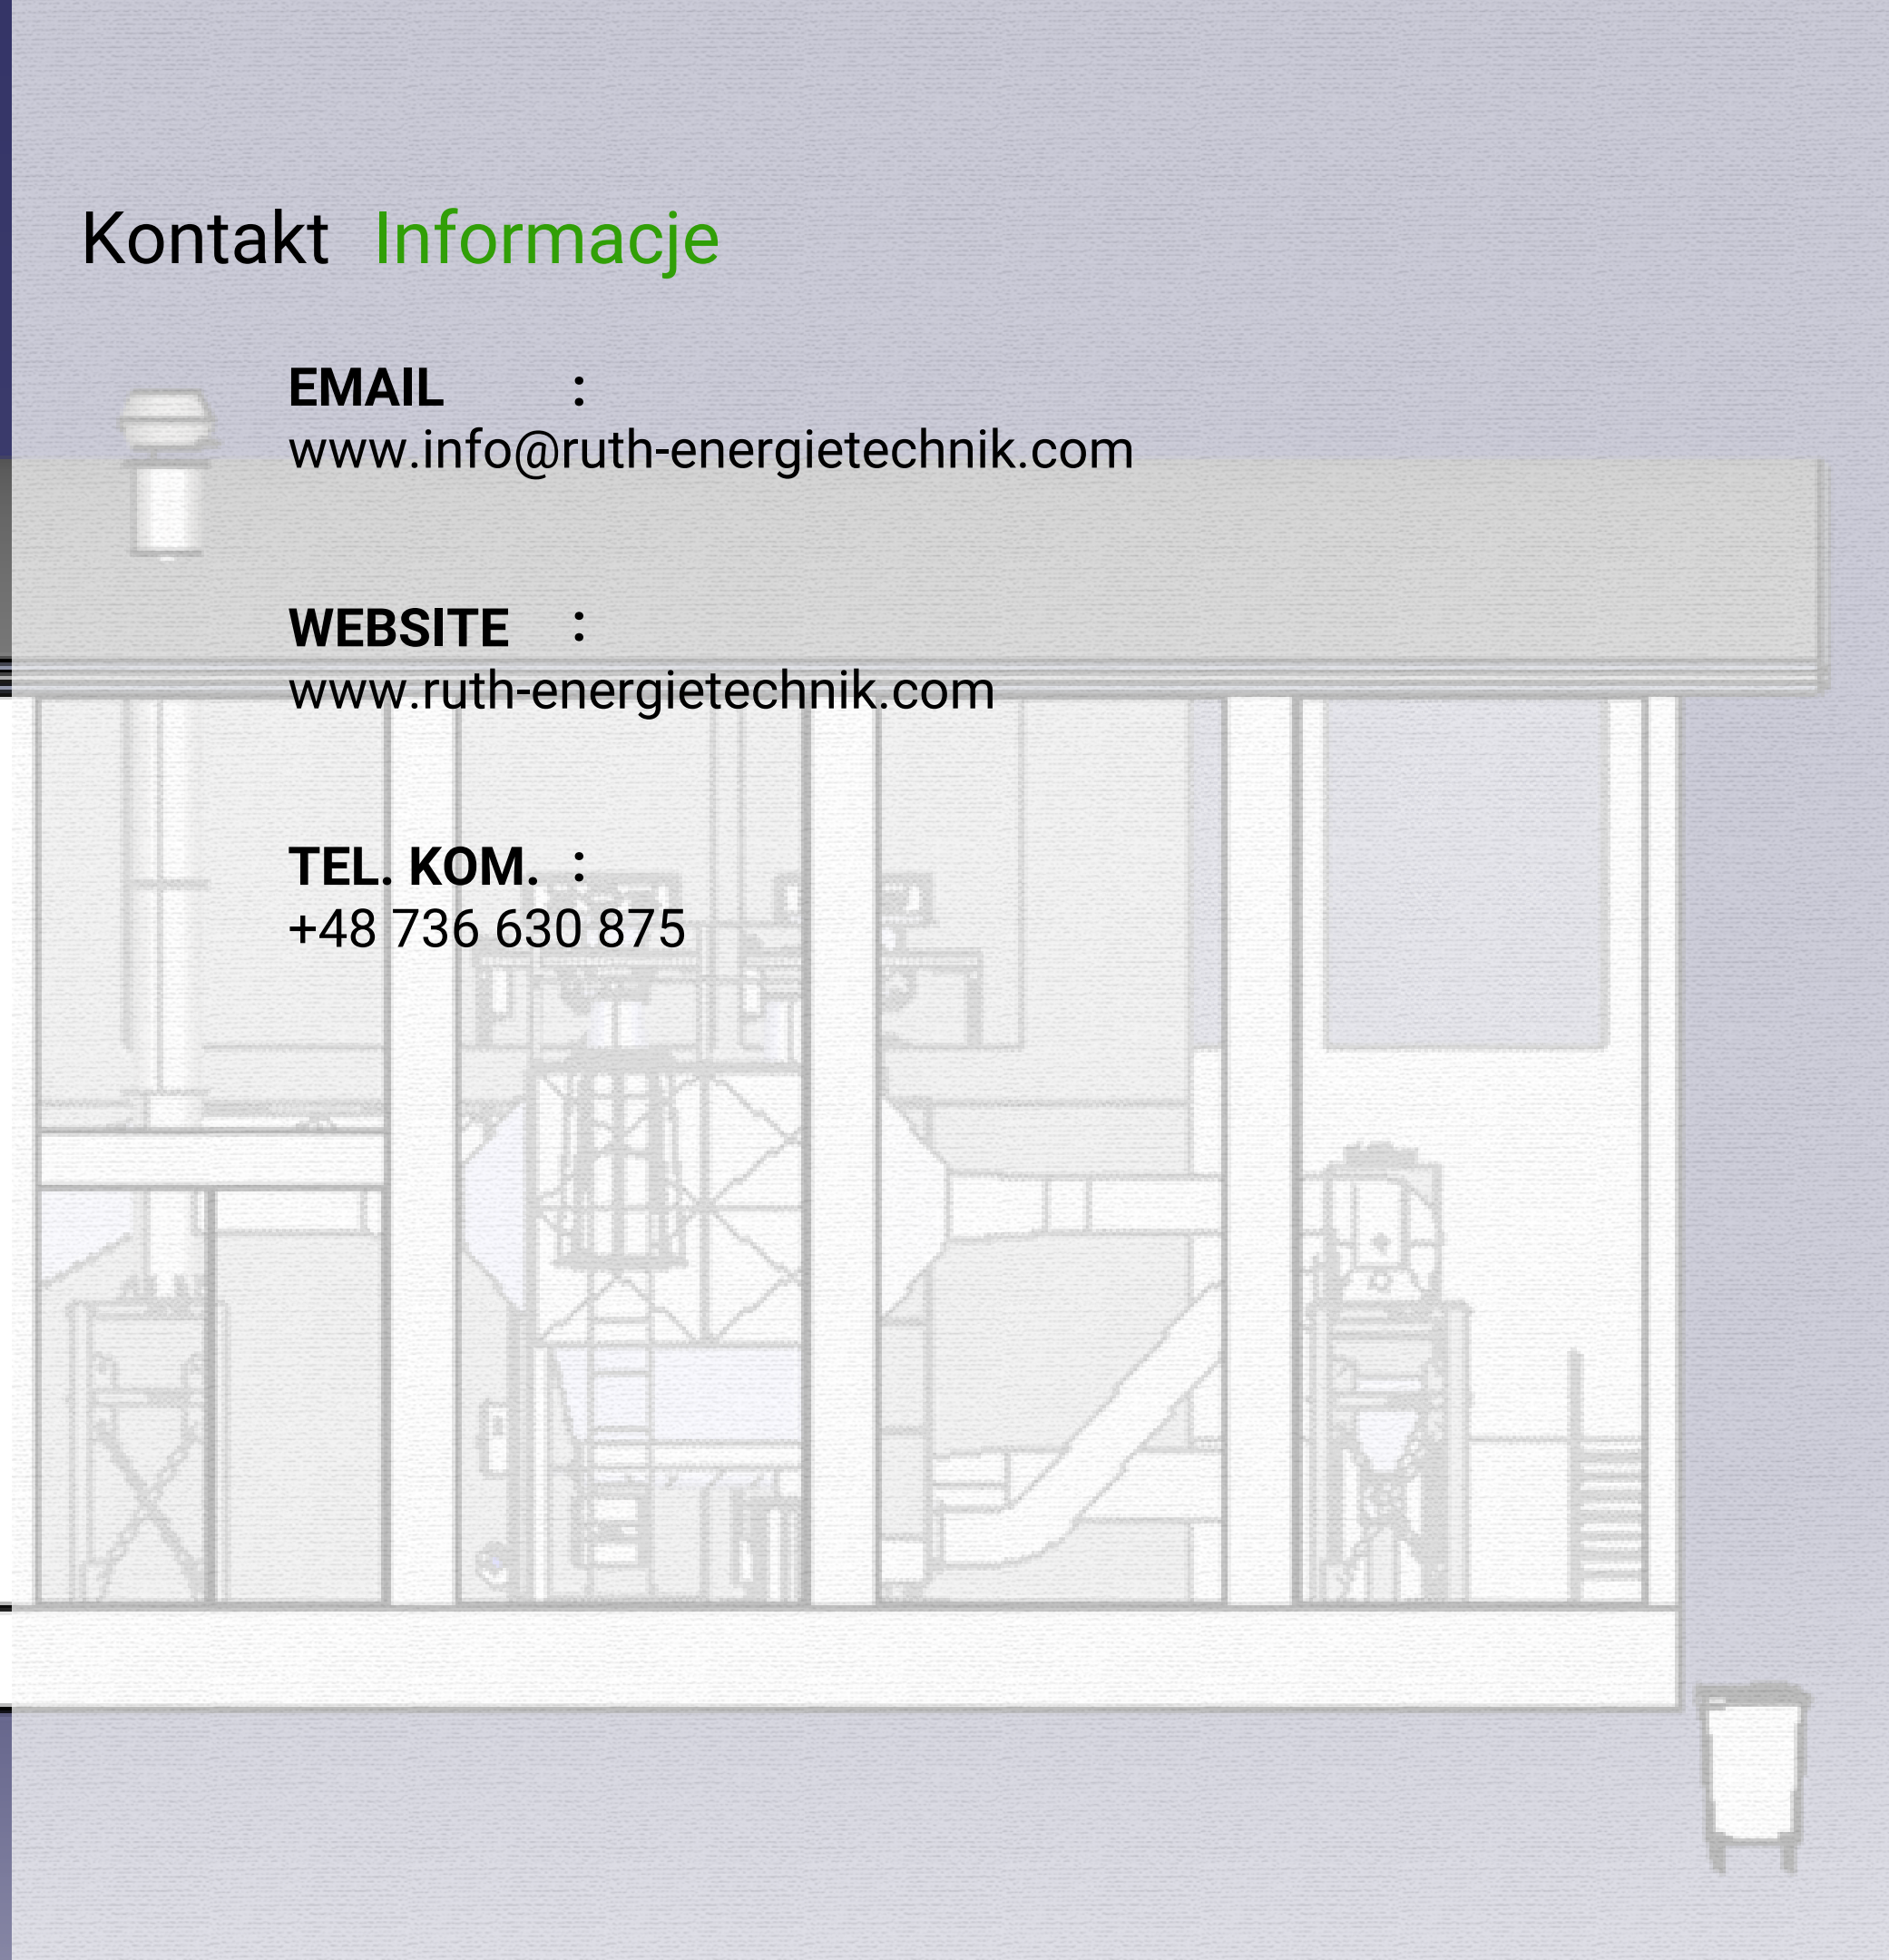 Kontakt Informacje
EMAIL :
www.info@ruth-energietechnik.com
WEBSITE :
www.ruth-energietechnik.com
TEL. KOM. :
+48 736 630 875